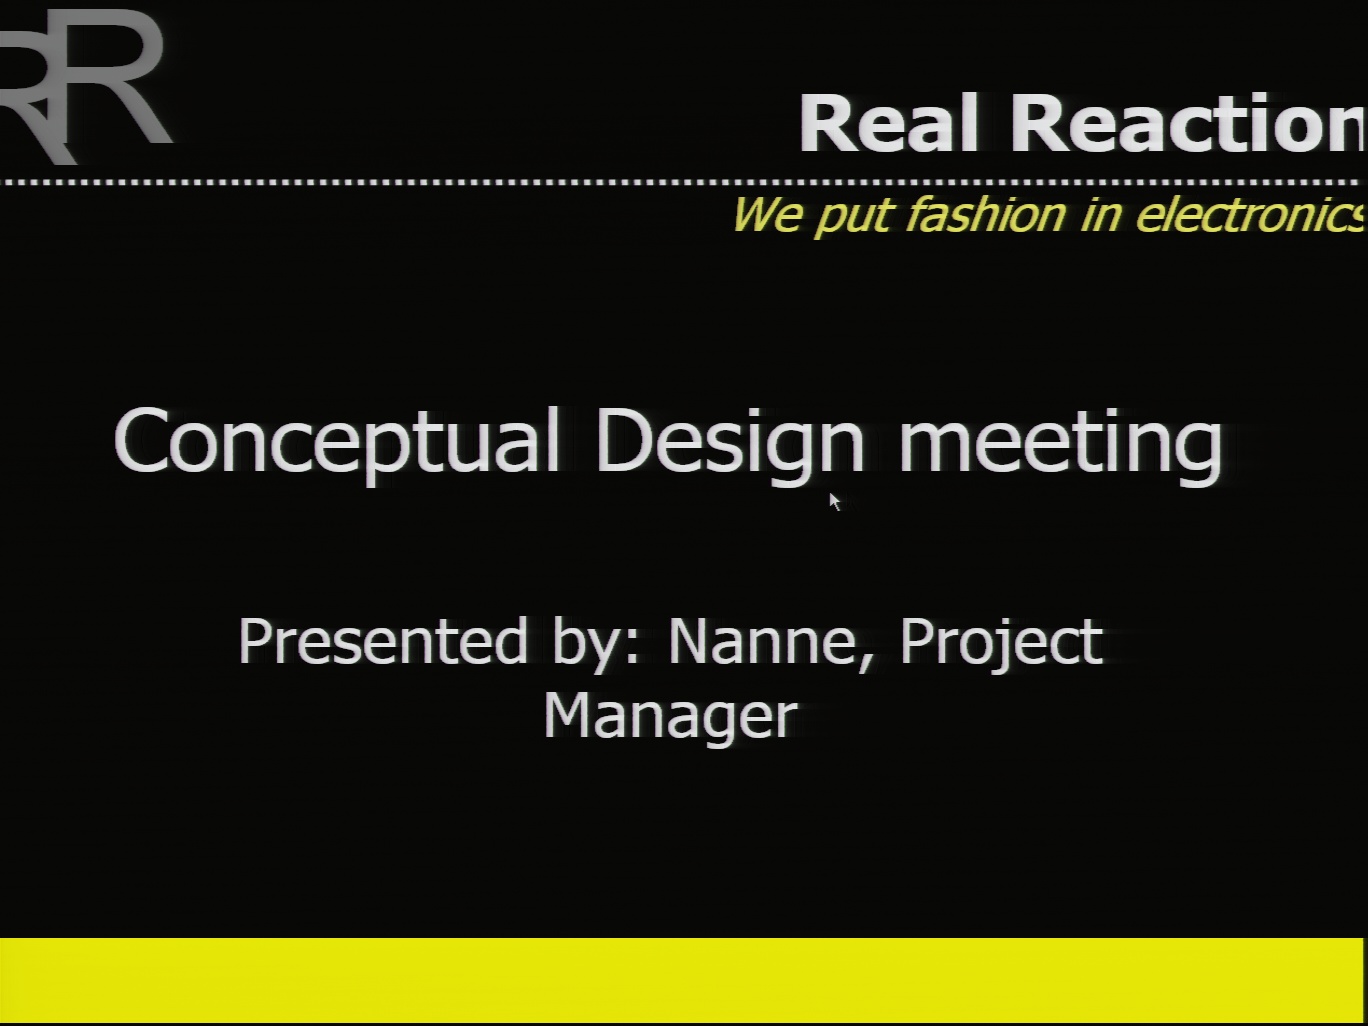 RR
Real Reaction
We put fashion in electronics
Conceptual Design meeting
Presented by: Nanne, Project
Manager